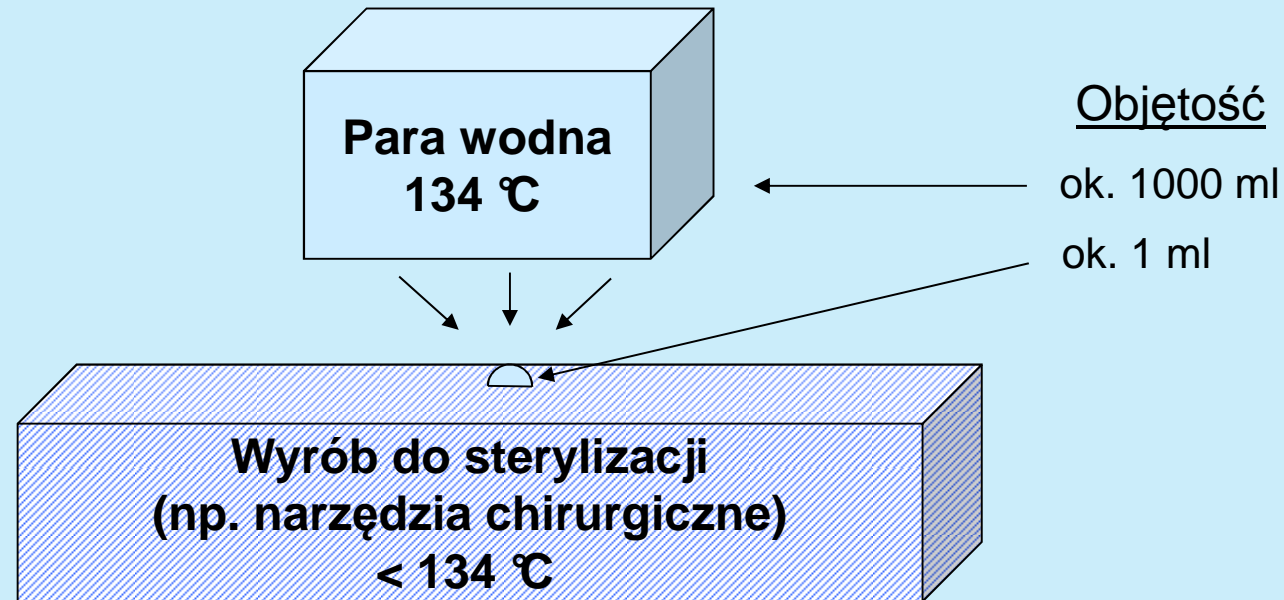 Para wodna
134 °C
Objętość
ok. 1000 ml
ok. 1 ml
Wyrób do sterylizacji
(np. narzędzia chirurgiczne)
< 134 °C